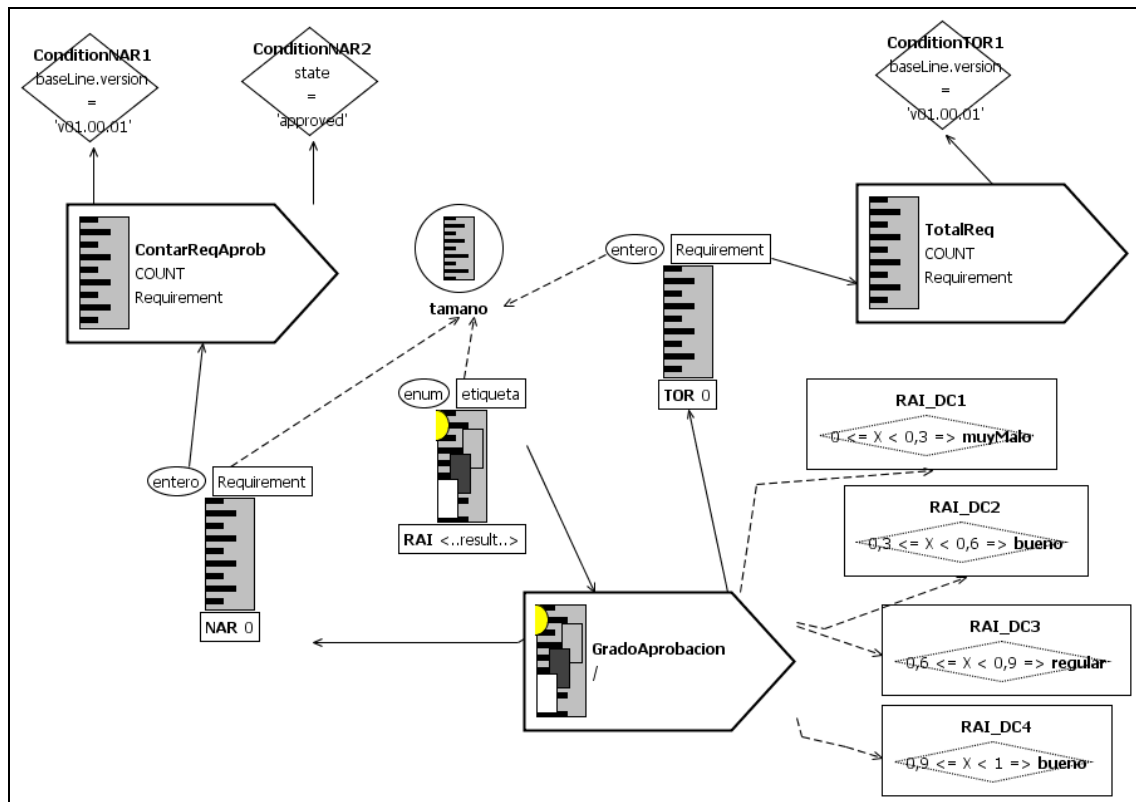 ConditionNAR1
baseLine.version
=
'v01.00.01'
ConditionNAR2
state
=
'approved'
ConditionTOR1
baseLine.version
=
'v01.00.01'
ContarReqAprob
COUNT
Requirement
tamano
entero
Requirement
TOR 0
TotalReq
COUNT
Requirement
enum
etiqueta
RAI <..result..>
entero
Requirement
NAR 0
GradoAprobacion
/
RAI_DC1
0 <= X < 0,3 => muyMalo
RAI_DC2
0,3 <= X < 0,6 => bueno
RAI_DC3
0,6 <= X < 0,9 => regular
RAI_DC4
0,9 <= X < 1 => bueno